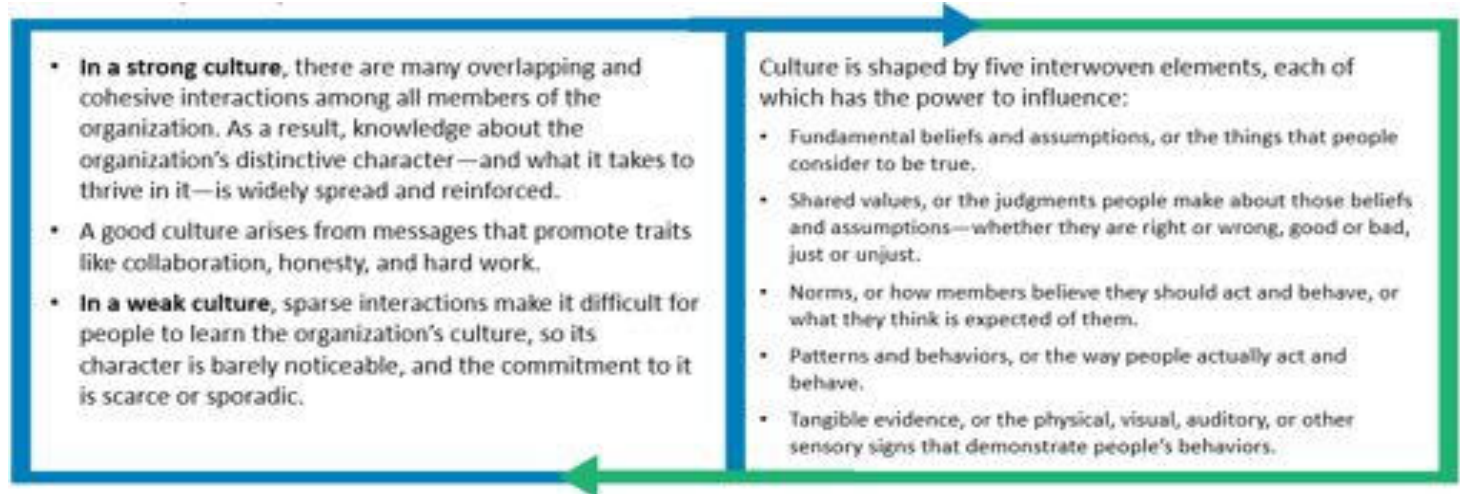 • In a strong culture, there are many overlapping and
cohesive interactions among all members of the
organization. As a result, knowledge about the
organization's distinctive character—and what it takes to
thrive in it—is widely spread and reinforced.
• A good culture arises from messages that promote traits
like collaboration, honesty, and hard work.
• In a weak culture, sparse interactions make it difficult for
people to learn the organization's culture, so its
character is barely noticeable, and the commitment to it
is scarce or sporadic.
Culture is shaped by five interwoven elements, each of
which has the power to influence:
• Fundamental beliefs and assumptions, or the things that people
consider to be true.
• Shared values, or the judgments people make about those beliefs
and assumptions—whether they are right or wrong, good or bad,
just or unjust.
• Norms, or how members believe they should act and behave, or
what they think is expected of them.
• Patterns and behaviors, or the way people actually act and
behave.
• Tangible evidence, or the physical, visual, auditory, or other
sensory signs that demonstrate people's behaviors.